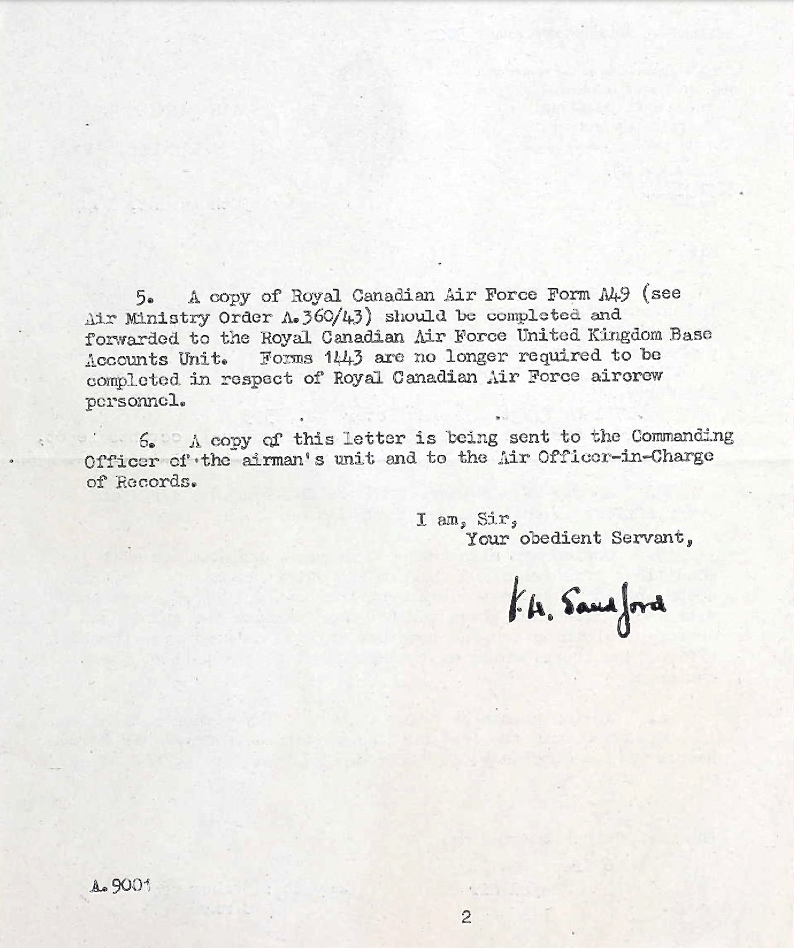 5. A copy of Royal Canadian Air Force Form A49 (see
Air Ministry Order A.360/43) should be completed and
forwarded to the Royal Canadian Air Force United Kingdom Base
Accounts Unit. Forms 1443 are no longer required to be
completed in respect of Royal Canadian Air Force aircrew
personnel.
6. A copy of this letter is being sent to the Commanding
Officer of the airman's unit and to the Air Officer-in-Charge
of Records.
I am, Sir,
Your obedient Servant,
Sandford
A.9001
2